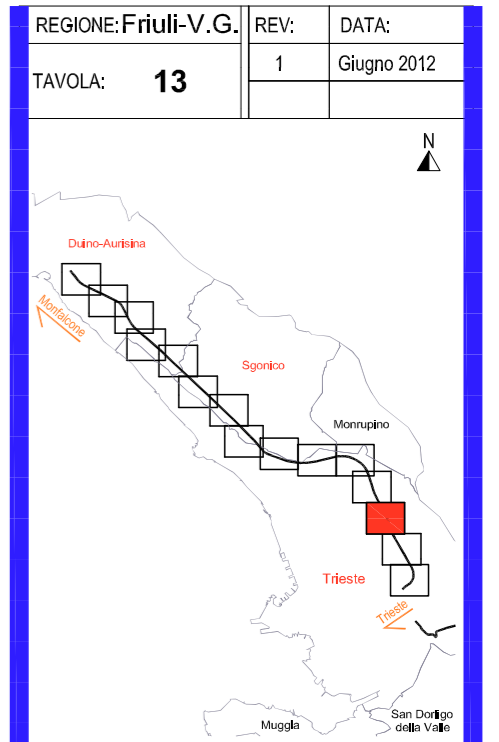 REGIONE: Friuli-V.G. REV: DATA:
TAVOLA: 13 1 Giugno 2012
N
Duino-Aurisina
Monfalcone
Sgonico
Monrupino
Trieste
Trieste
Muggia
San Dorligo
della Valle